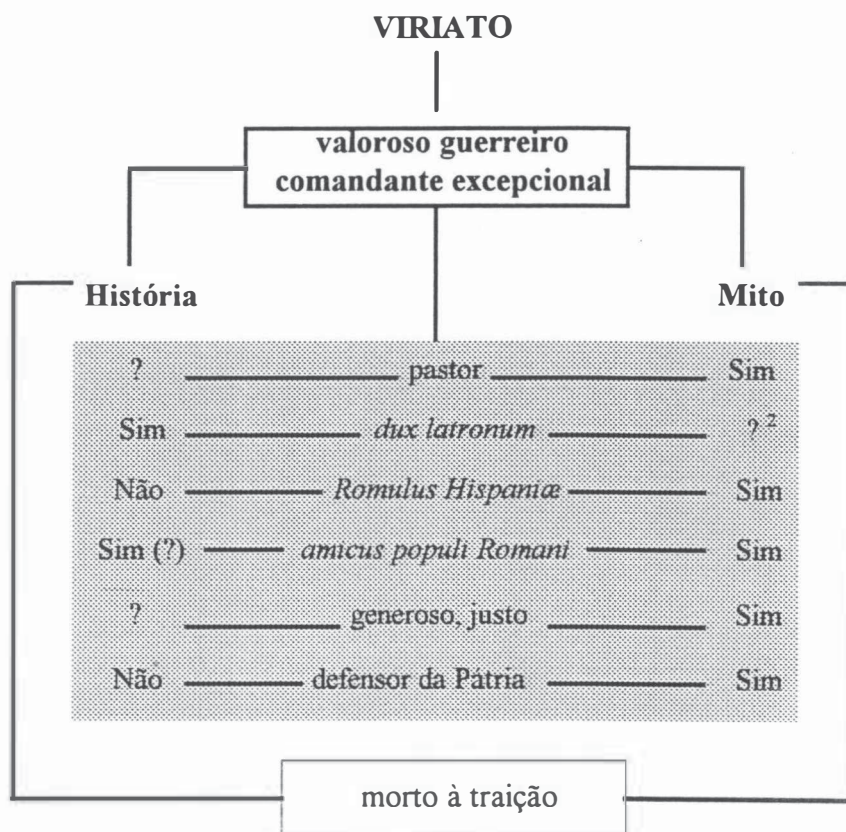 VIRIATO
valoroso guerreiro
comandante excepcional
História Mito
? pastor Sim
Sim dux latronum ? 2
Não Romulus Hispaniæ Sim
Sim (?) amicus populi Romani Sim
? generoso, justo Sim
Não defensor da Pátria Sim
morto à traição